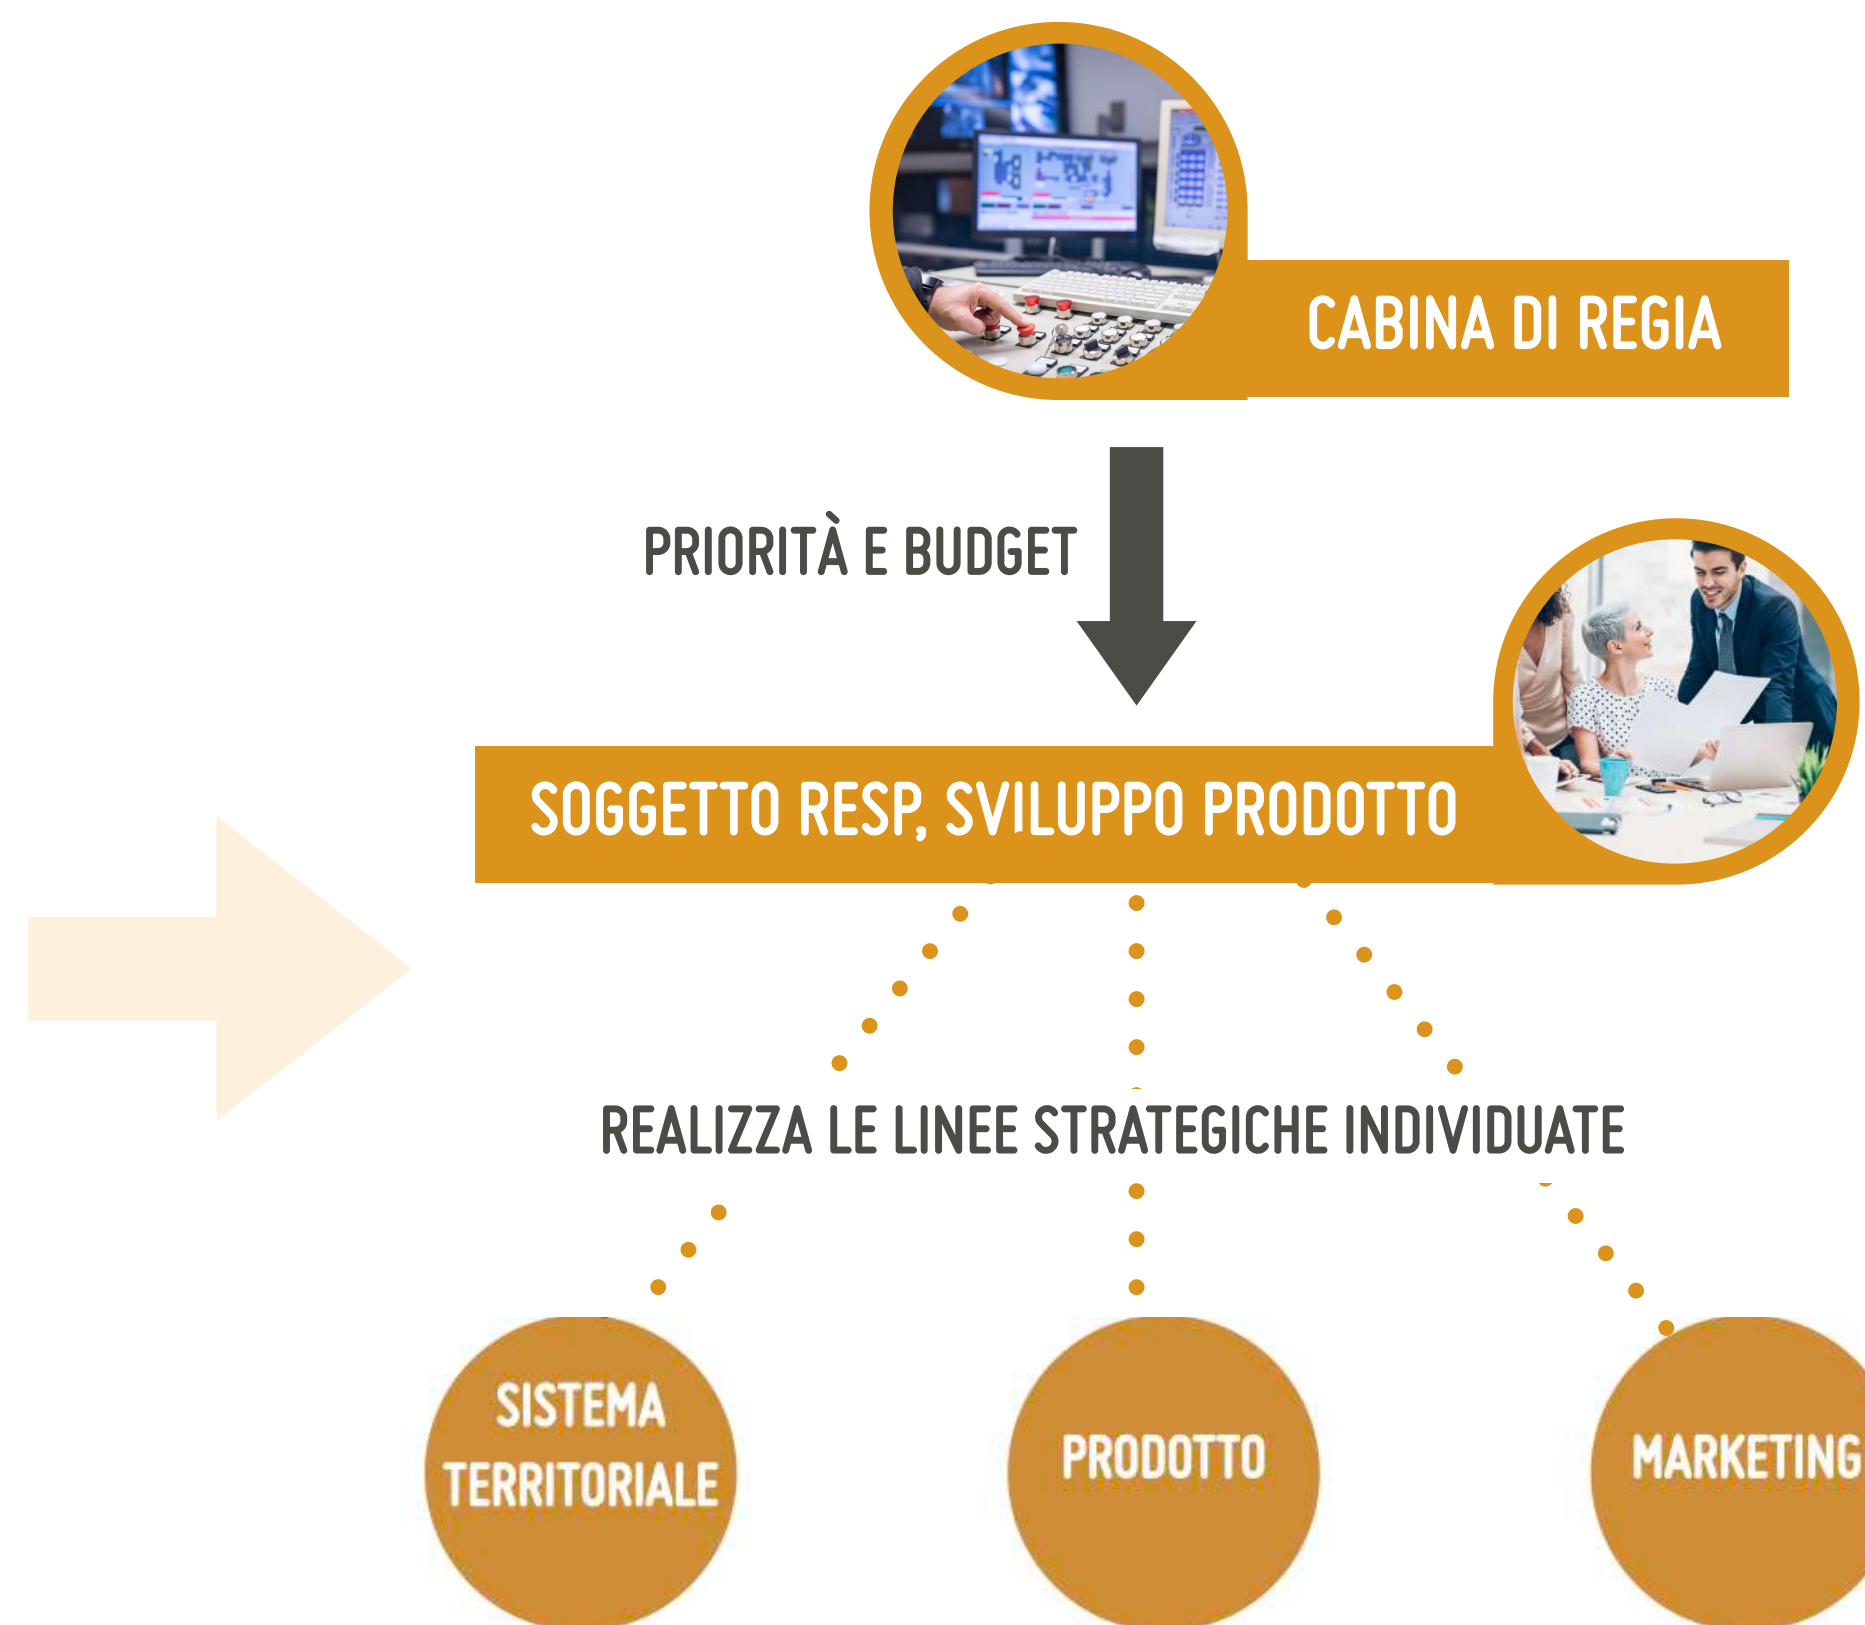 CABINA DI REGIA
PRIORITÀ E BUDGET
SOGGETTO RESP, SVILUPPO PRODOTTO
REALIZZA LE LINEE STRATEGICHE INDIVIDUATE
SISTEMA
TERRITORIALE
PRODOTTO
MARKETING